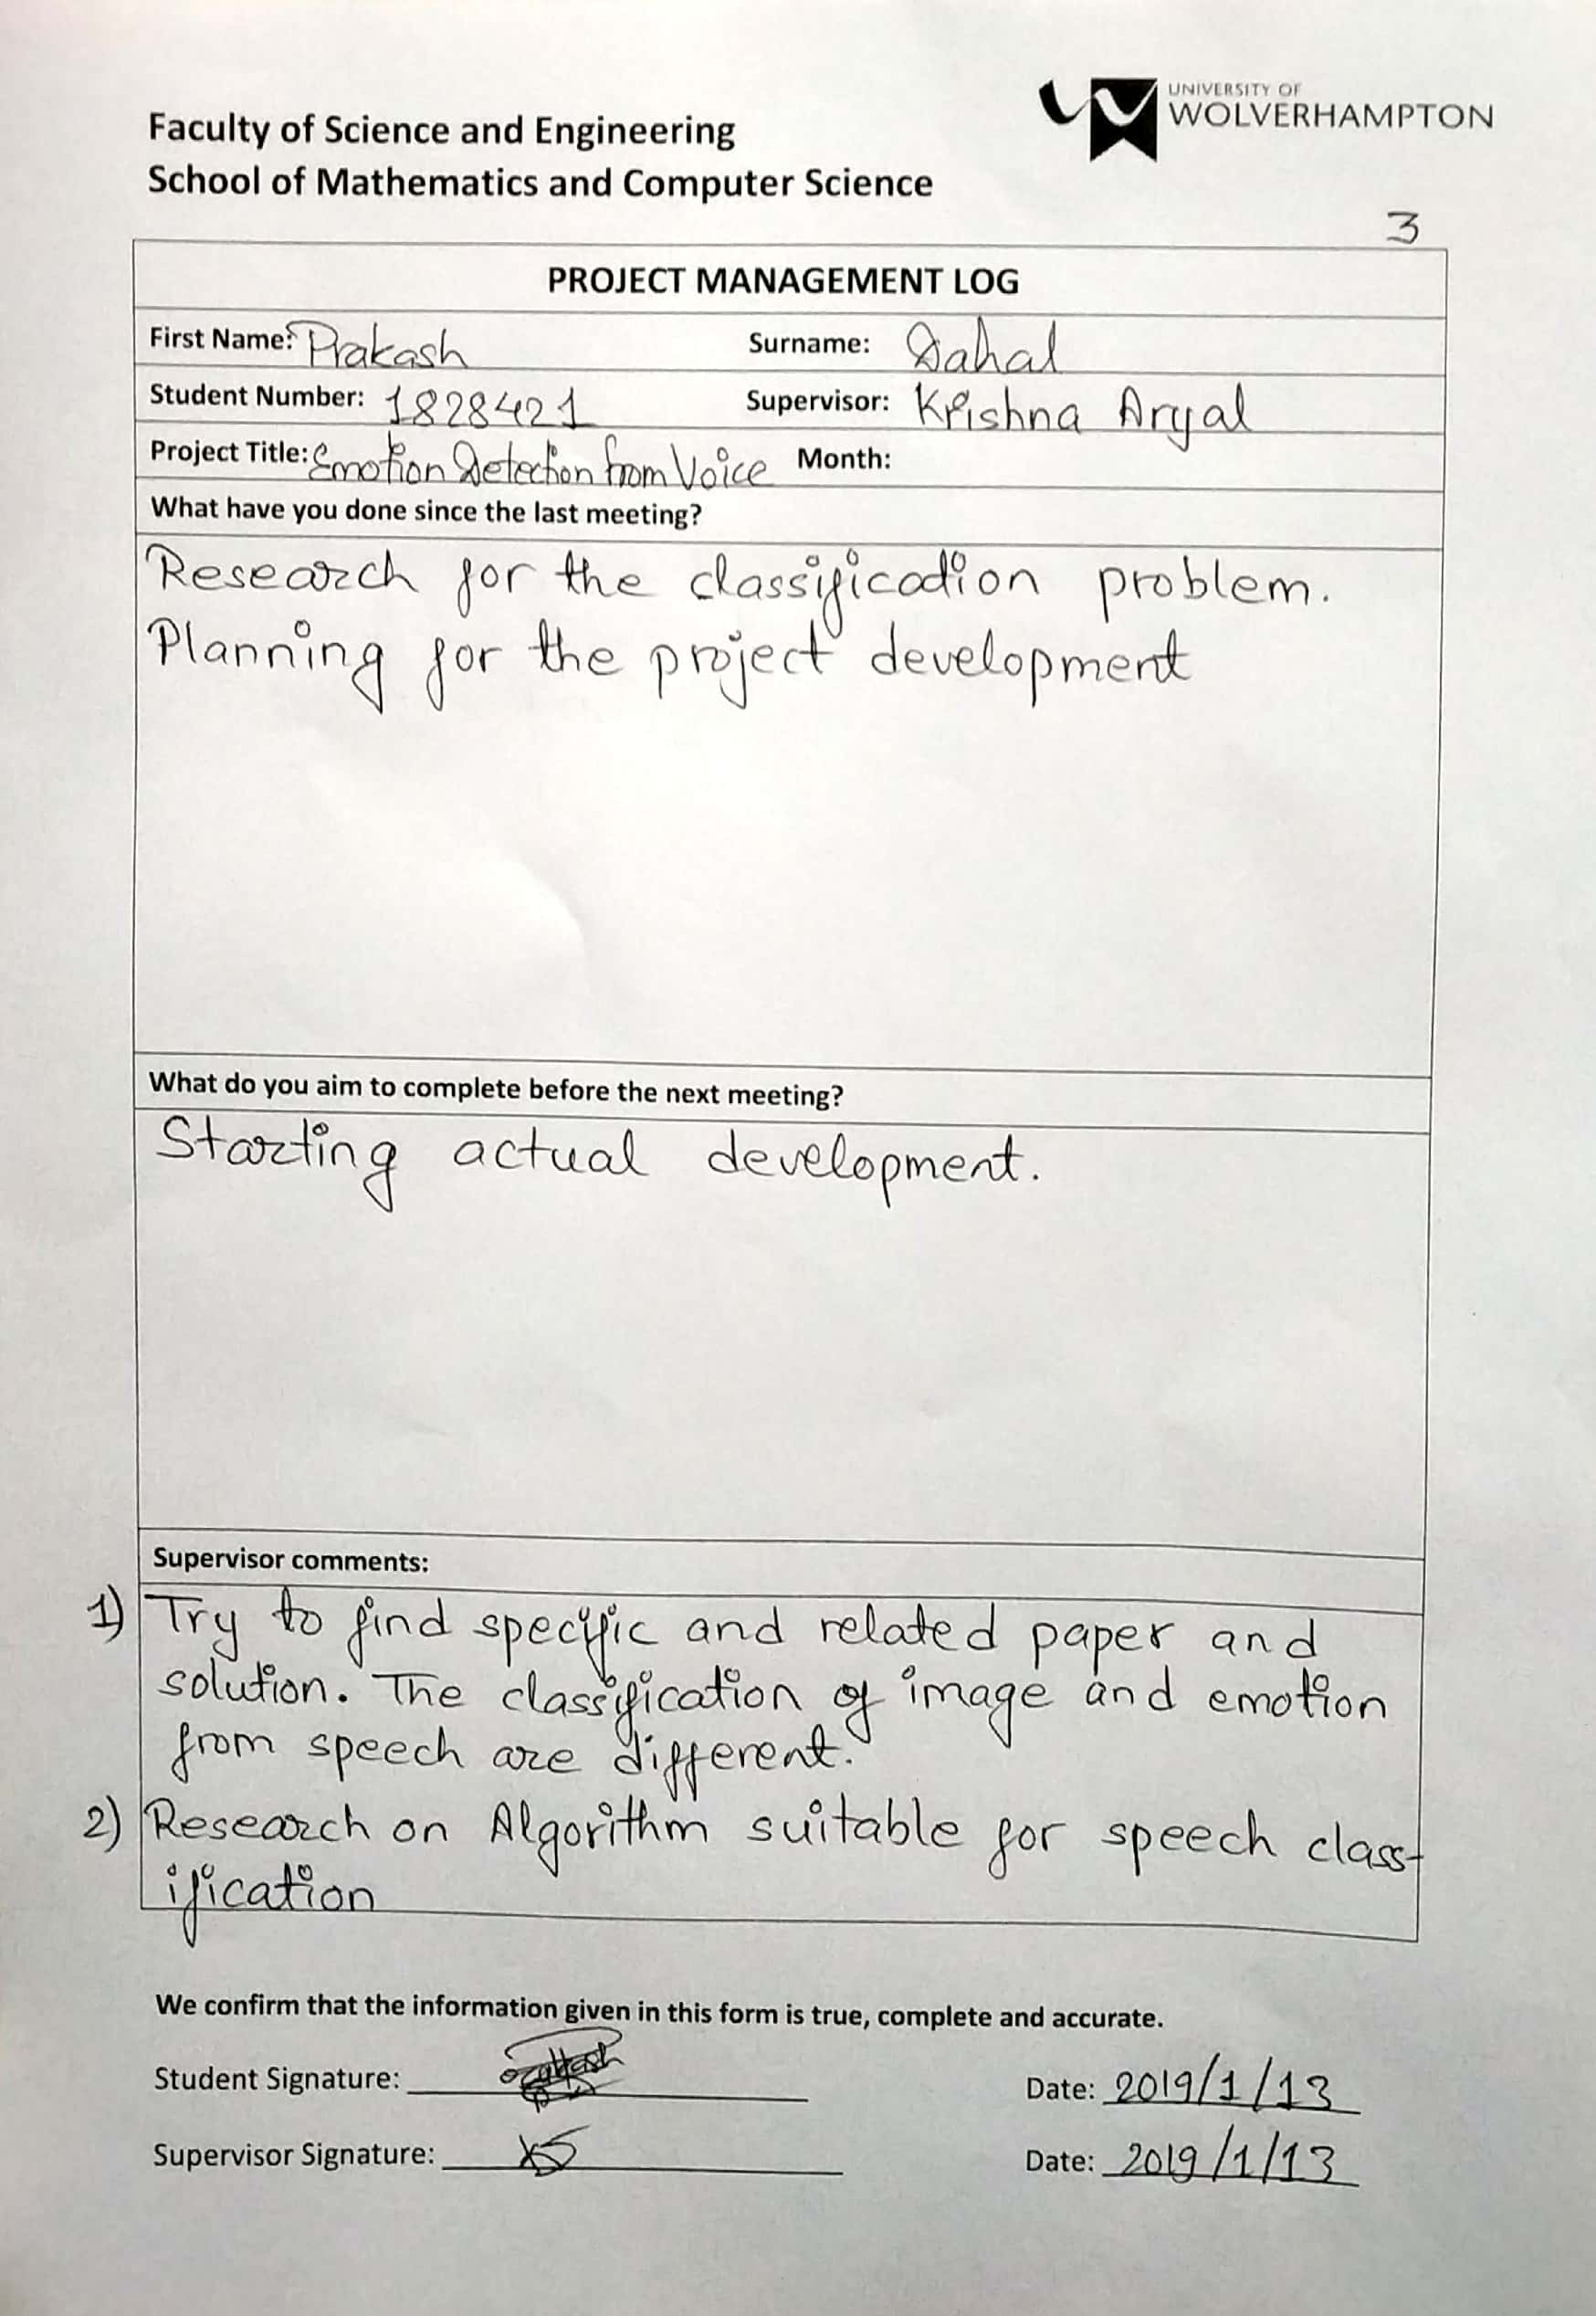 UNIVERSITY OF
WOLVERHAMPTON
Faculty of Science and Engineering
School of Mathematics and Computer Science
3
PROJECT MANAGEMENT LOG
First Name: Prakash Surname: Dahal
Student Number: 1828421 Supervisor: Krishna Aryal
Project Title: Emotion Detection from Voice Month:
What have you done since the last meeting?
Research for the classification problem.
Planning for the project development
What do you aim to complete before the next meeting?
Starting actual development.
Supervisor comments:
1) Try to find specific and related paper and
solution. The classification of image and emotion
from speech are different.
2) Research on Algorithm suitable for speech class-
ification
We confirm that the information given in this form is true, complete and accurate.
Student Signature: Date: 2019/1/13
Supervisor Signature: Date: 2019/1/13